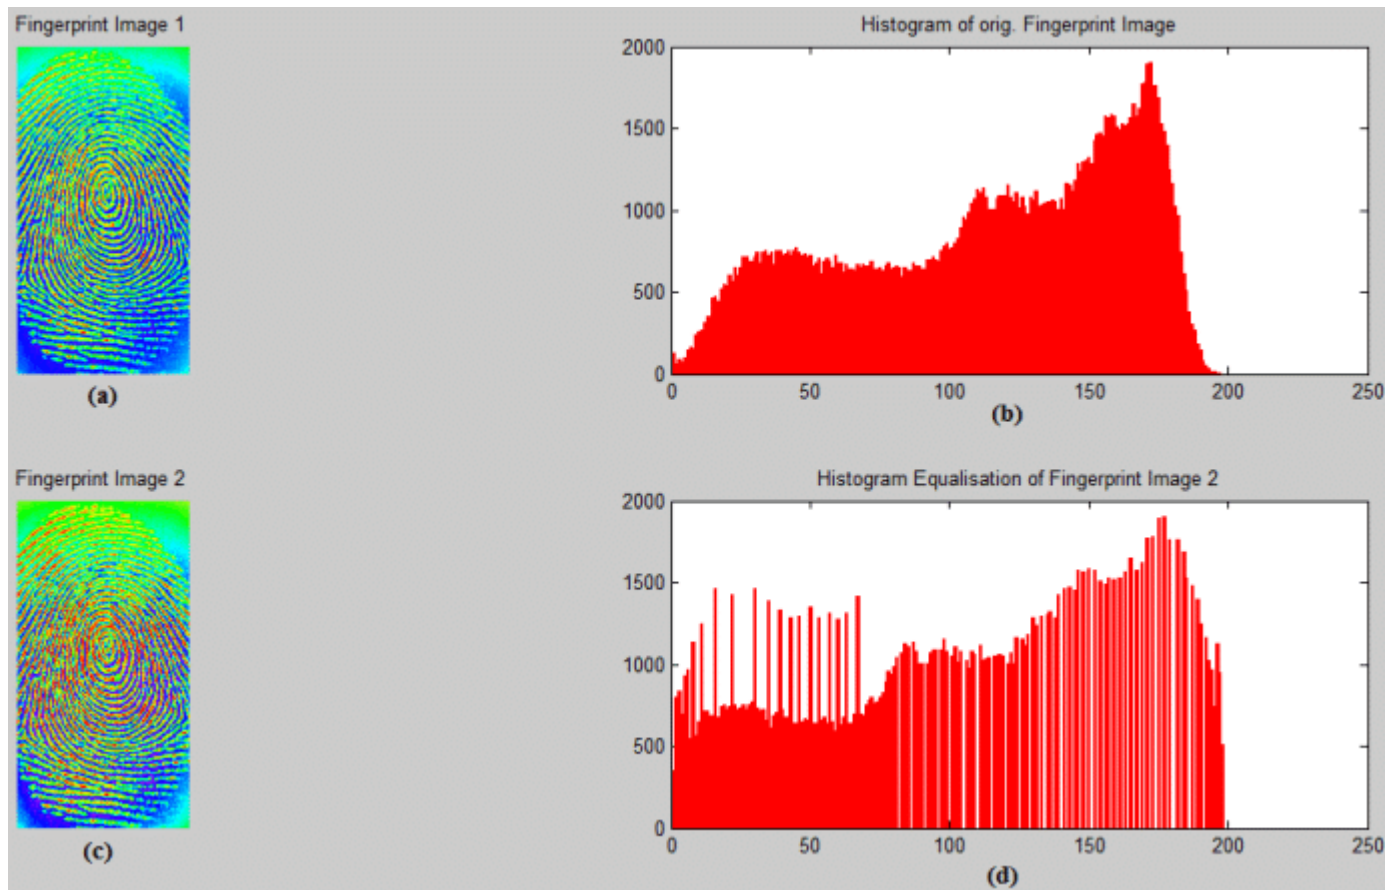 Fingerprint Image 1
Histogram of orig. Fingerprint Image
2000
1500
1000
500
0
0 50 100 150 200 250
(a)
(b)
Fingerprint Image 2
Histogram Equalisation of Fingerprint Image 2
2000
1500
1000
500
0
0 50 100 150 200 250
(c)
(d)